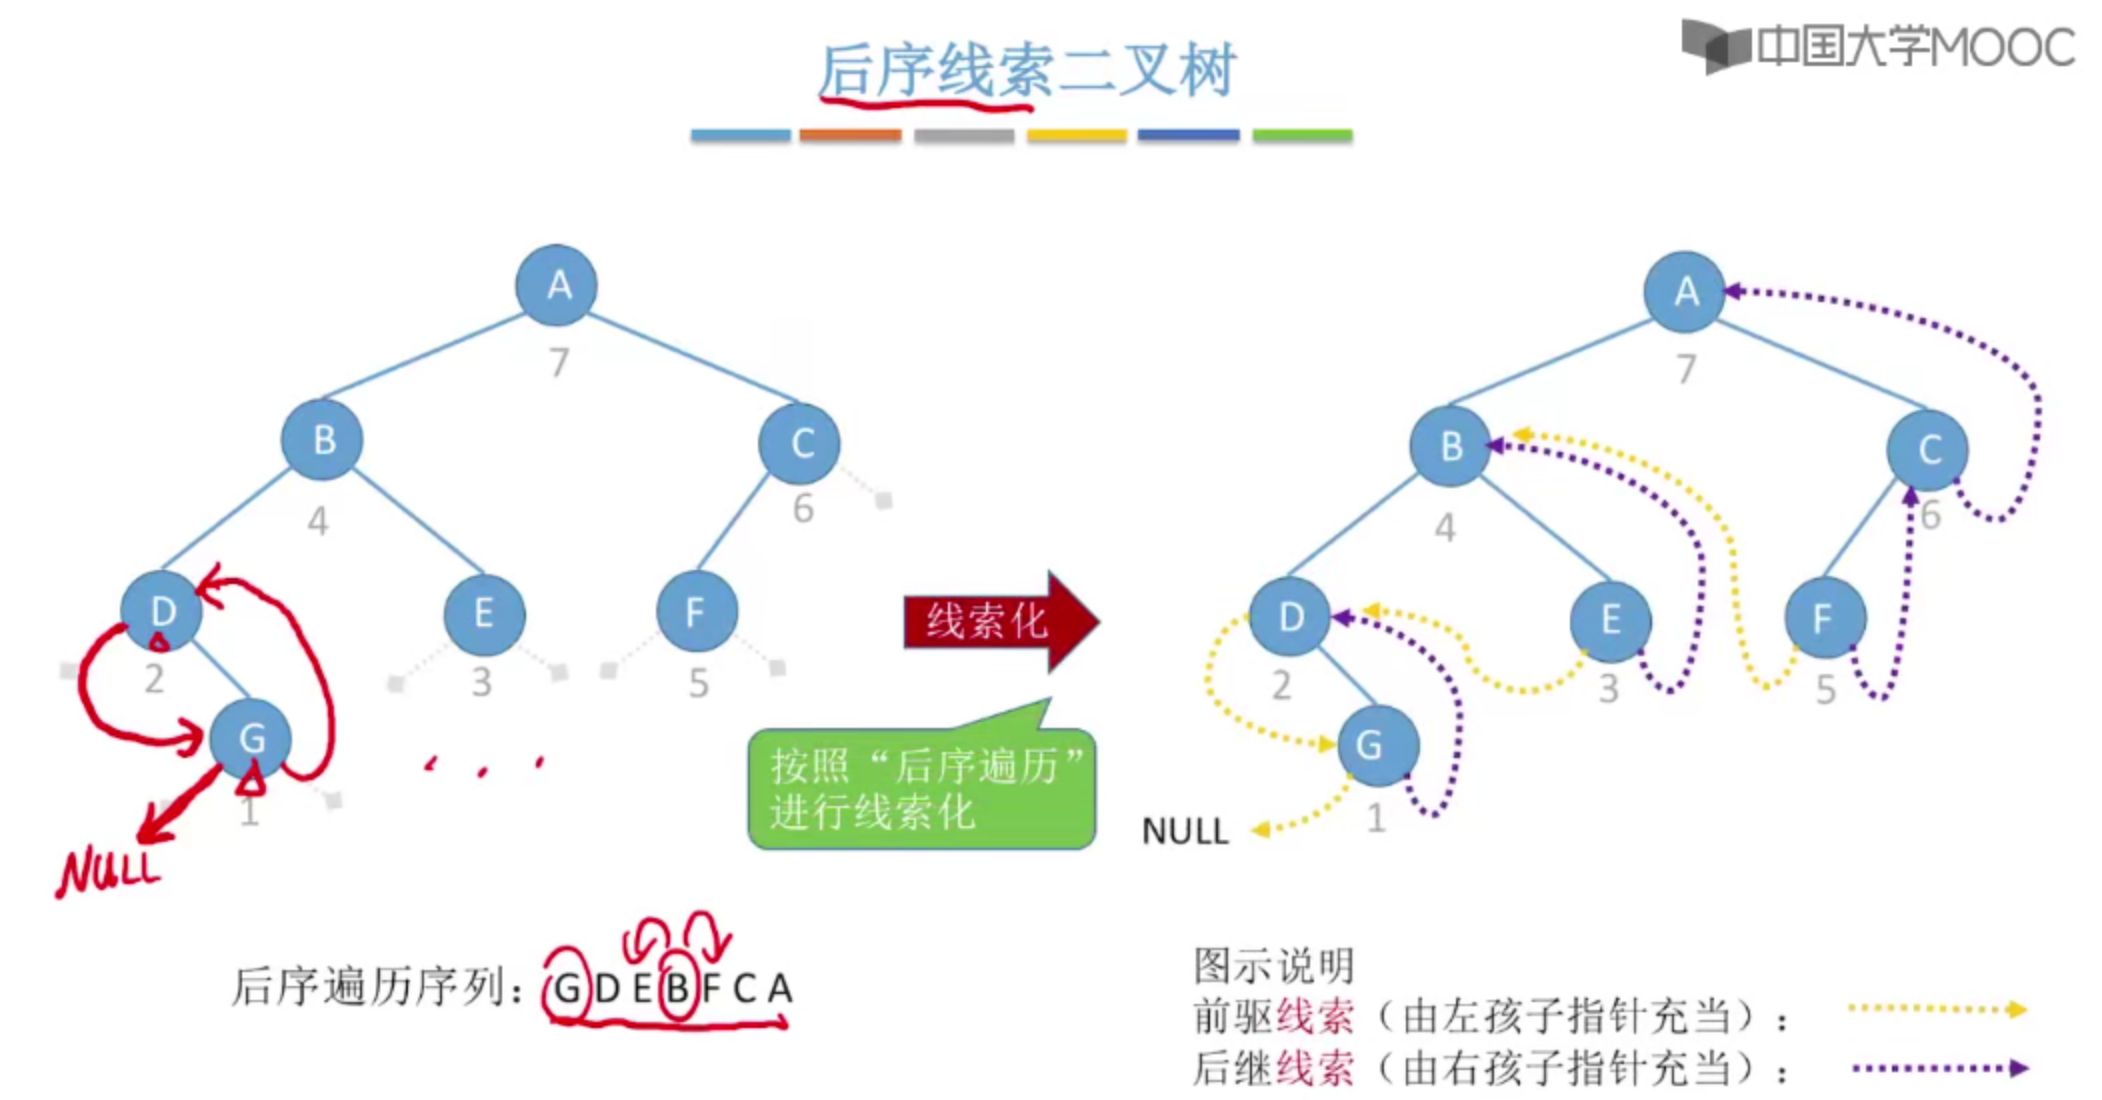 中国大学MOOC
后序线索二叉树
A
7
B
4
C
6
D
2
E
3
F
5
G
1
NULL
线索化
按照“后序遍历”
进行线索化
A
7
B
4
C
6
D
2
E
3
F
5
G
1
NULL
后序遍历序列：G D E B F C A
图示说明
前驱线索（由左孩子指针充当）：
后继线索（由右孩子指针充当）：